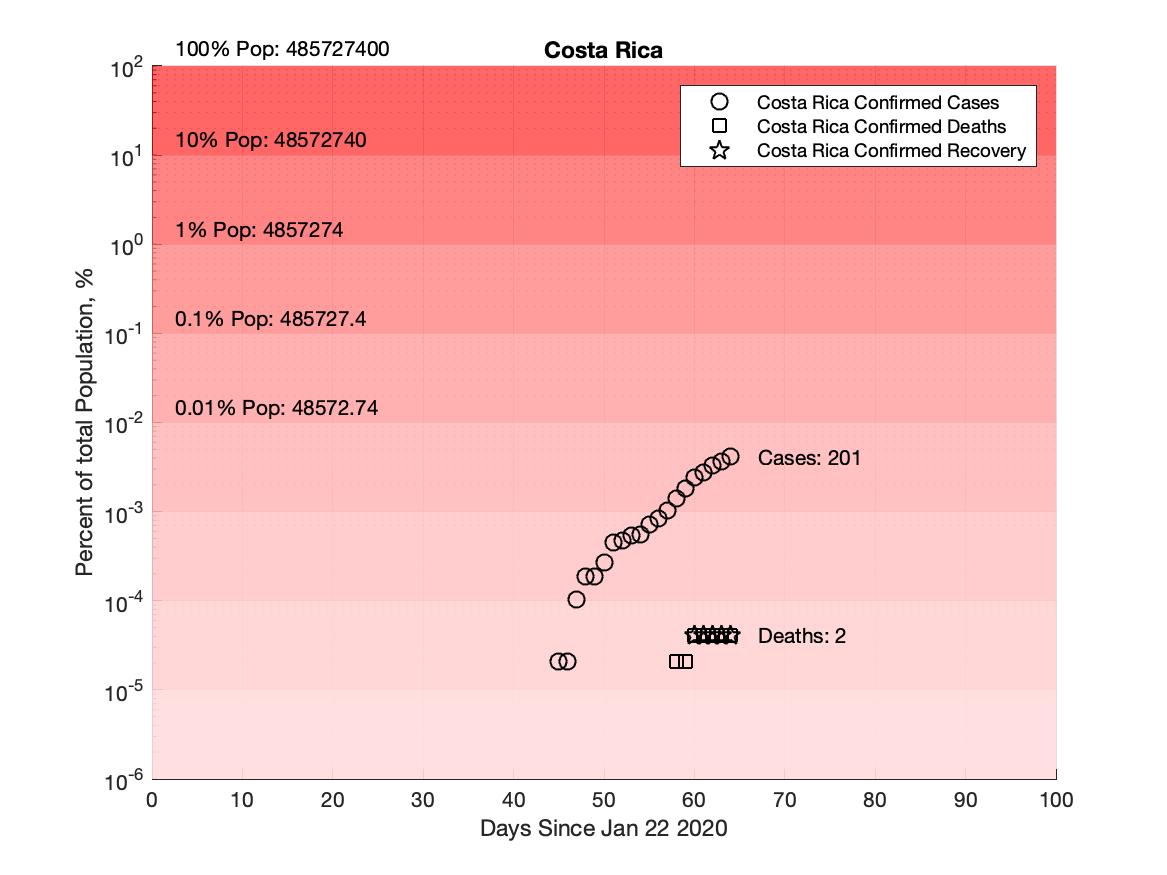 100% Pop: 485727400
Costa Rica
Costa Rica Confirmed Cases
Costa Rica Confirmed Deaths
Costa Rica Confirmed Recovery
10% Pop: 48572740
1% Pop: 4857274
0.1% Pop: 485727.4
0.01% Pop: 48572.74
Cases: 201
Deaths: 2
10^2
10^1
10^0
10^-1
10^-2
10^-3
10^-4
10^-5
10^-6
Percent of total Population, %
0 10 20 30 40 50 60 70 80 90 100
Days Since Jan 22 2020